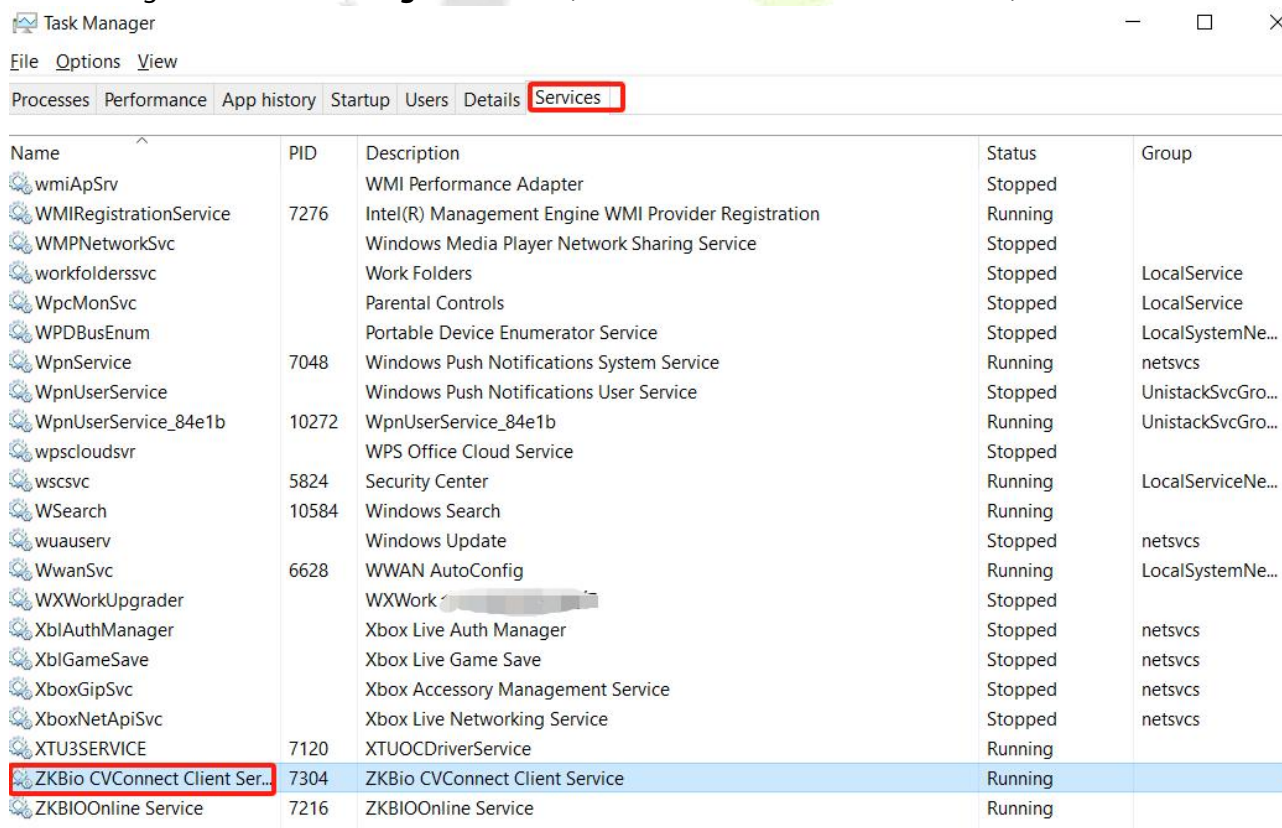 Task Manager
File Options View
Processes Performance App history Startup Users Details Services
Name PID Description Status Group
wmiApSrv WMI Performance Adapter Stopped
WMIRegistrationService 7276 Intel(R) Management Engine WMI Provider Registration Running
WMPNetworkSvc Windows Media Player Network Sharing Service Stopped
workfolderssvc Work Folders Stopped LocalService
WpcMonSvc Parental Controls Stopped LocalService
WPDBusEnum Portable Device Enumerator Service Stopped LocalSystemNe...
WpnService 7048 Windows Push Notifications System Service Running netsvcs
WpnUserService Windows Push Notifications User Service Stopped UnistackSvcGro...
WpnUserService_84e1b 10272 WpnUserService_84e1b Running UnistackSvcGro...
wpscloudsvr WPS Office Cloud Service Stopped
wscsvc 5824 Security Center Running LocalServiceNe...
WSearch 10584 Windows Search Running
wuauserv Windows Update Stopped netsvcs
WwanSvc 6628 WWAN AutoConfig Running LocalSystemNe...
WXWorkUpgrader WXWork Stopped
XblAuthManager Xbox Live Auth Manager Stopped netsvcs
XblGameSave Xbox Live Game Save Stopped netsvcs
XboxGipSvc Xbox Accessory Management Service Stopped netsvcs
XboxNetApiSvc Xbox Live Networking Service Stopped netsvcs
XTU3SERVICE 7120 XTUOCDriverService Running
ZKBio CVConnect Client Ser... 7304 ZKBio CVConnect Client Service Running
ZKBIOOnline Service 7216 ZKBIOOnline Service Running